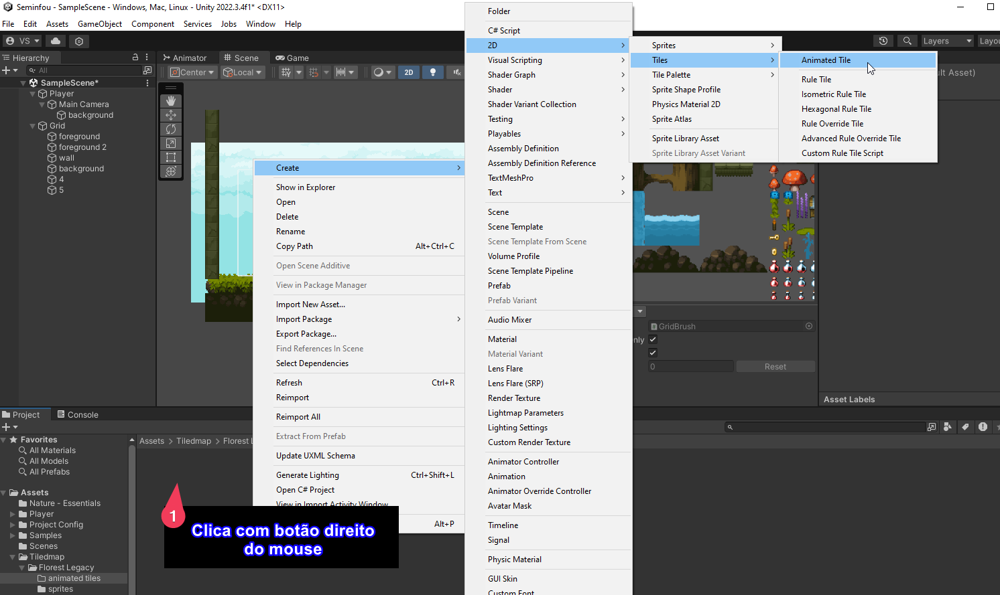 Seminfou - SampleScene - Windows, Mac, Linux - Unity 2022.3.4f1* <DX11>
File Edit Assets GameObject Component Services Jobs Window Help
VS
Layers
Layou
Hierarchy
All
SampleScene*
Player
Main Camera
background
Grid
foreground
foreground 2
wall
background
4
5
Animator
Scene
Game
Center
Local
2D
Create
Show in Explorer
Open
Delete
Rename
Copy Path Alt+Ctrl+C
Open Scene Additive
View in Package Manager
Import New Asset...
Import Package
Export Package...
Find References In Scene
Select Dependencies
Refresh Ctrl+R
Reimport
Reimport All
Extract From Prefab
Update UXML Schema
Generate Lighting Ctrl+Shift+L
Open C# Project
View in Import Activity Window
Alt+P
Folder
C# Script
2D
Visual Scripting
Shader Graph
Shader
Shader Variant Collection
Testing
Playables
Assembly Definition
Assembly Definition Reference
TextMeshPro
Text
Scene
Scene Template
Scene Template From Scene
Volume Profile
Scene Template Pipeline
Prefab
Prefab Variant
Audio Mixer
Material
Material Variant
Lens Flare
Lens Flare (SRP)
Render Texture
Lightmap Parameters
Lighting Settings
Custom Render Texture
Animator Controller
Animation
Animator Override Controller
Avatar Mask
Timeline
Signal
Physic Material
GUI Skin
Custom Font
Sprites
Tiles
Tile Palette
Sprite Shape Profile
Physics Material 2D
Sprite Atlas
Sprite Library Asset
Sprite Library Asset Variant
Animated Tile
Rule Tile
Isometric Rule Tile
Hexagonal Rule Tile
Rule Override Tile
Advanced Rule Override Tile
Custom Rule Tile Script
ult Asset)
GridBrush
nly
0
Reset
Asset Labels
Project
Console
Favorites
All Materials
All Models
All Prefabs
Assets
Nature - Essentials
Player
Project Config
Samples
Scenes
Tiledmap
Florest Legacy
animated tiles
sprites
Assets > Tiledmap > Florest L
1
Clica com botão direito
do mouse